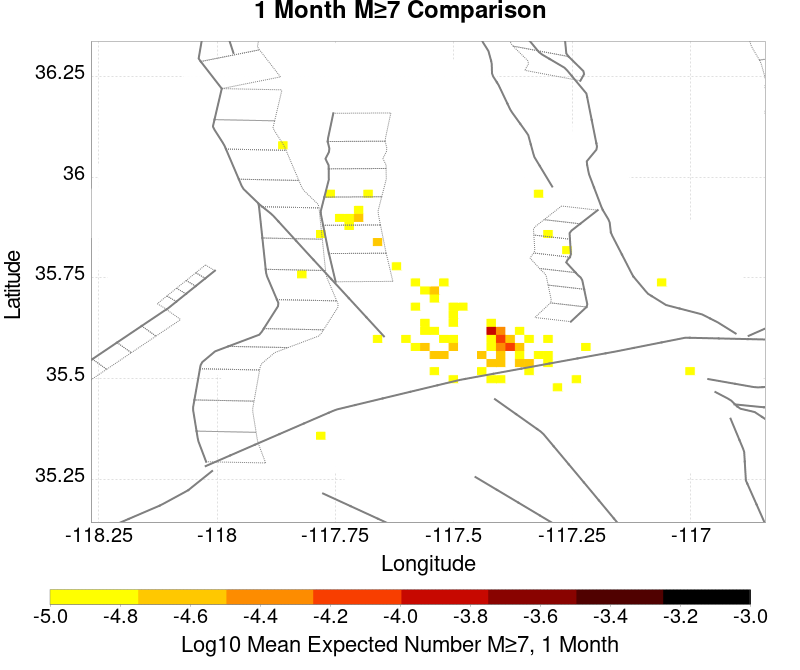 1 Month M≥7 Comparison
36.25
36
35.75
35.5
35.25
Latitude
-118.25 -118 -117.75 -117.5 -117.25 -117
Longitude
-5.0 -4.8 -4.6 -4.4 -4.2 -4.0 -3.8 -3.6 -3.4 -3.2 -3.0
Log10 Mean Expected Number M≥7, 1 Month